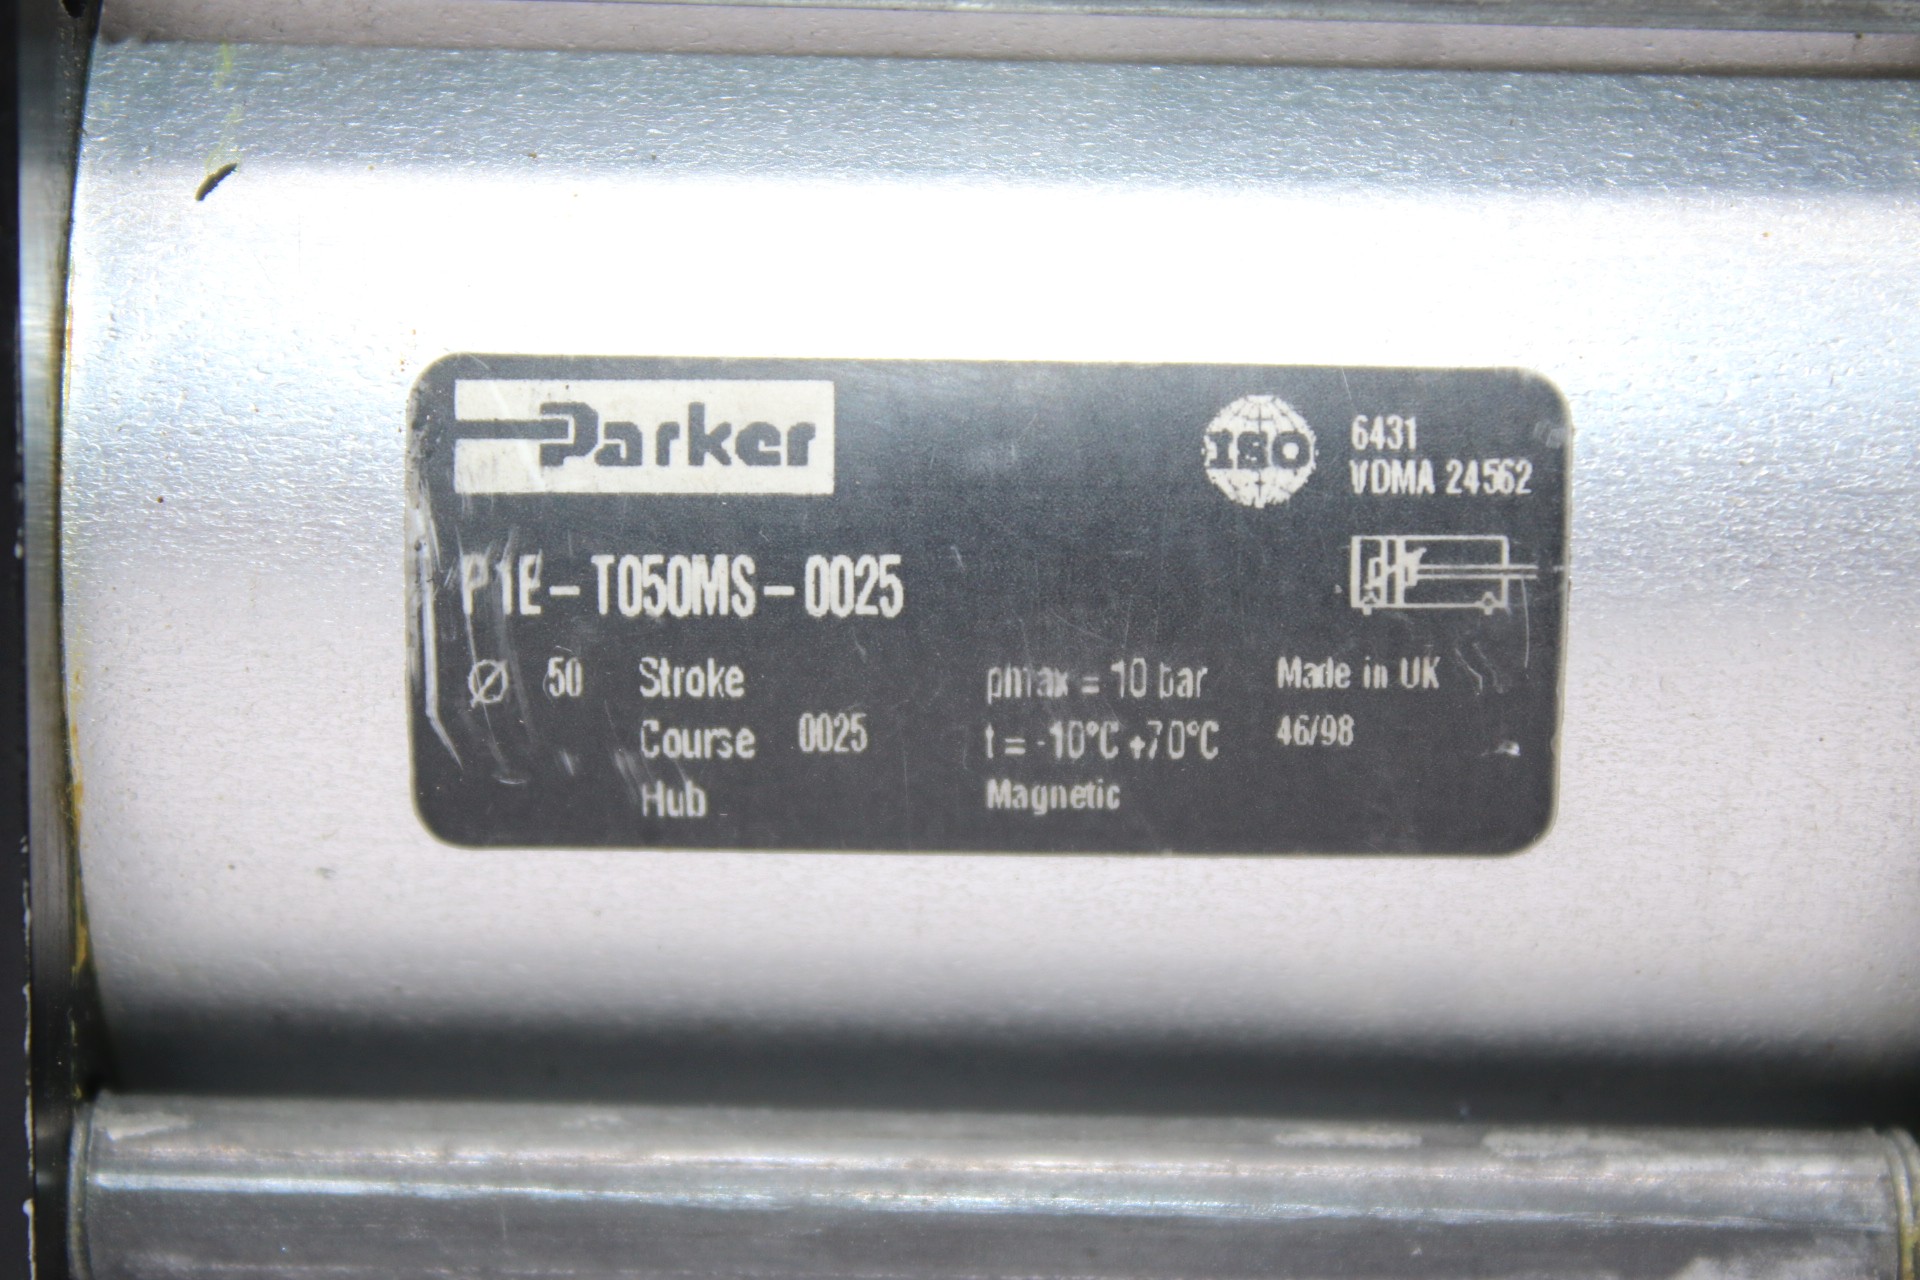 Parker
ISO
6431
VDMA 24562
P1E-T050MS-0025
Ø 50
Stroke
Course 0025
Hub
pmax = 10 bar
t = -10°C +70°C
Magnetic
Made in UK
46/98